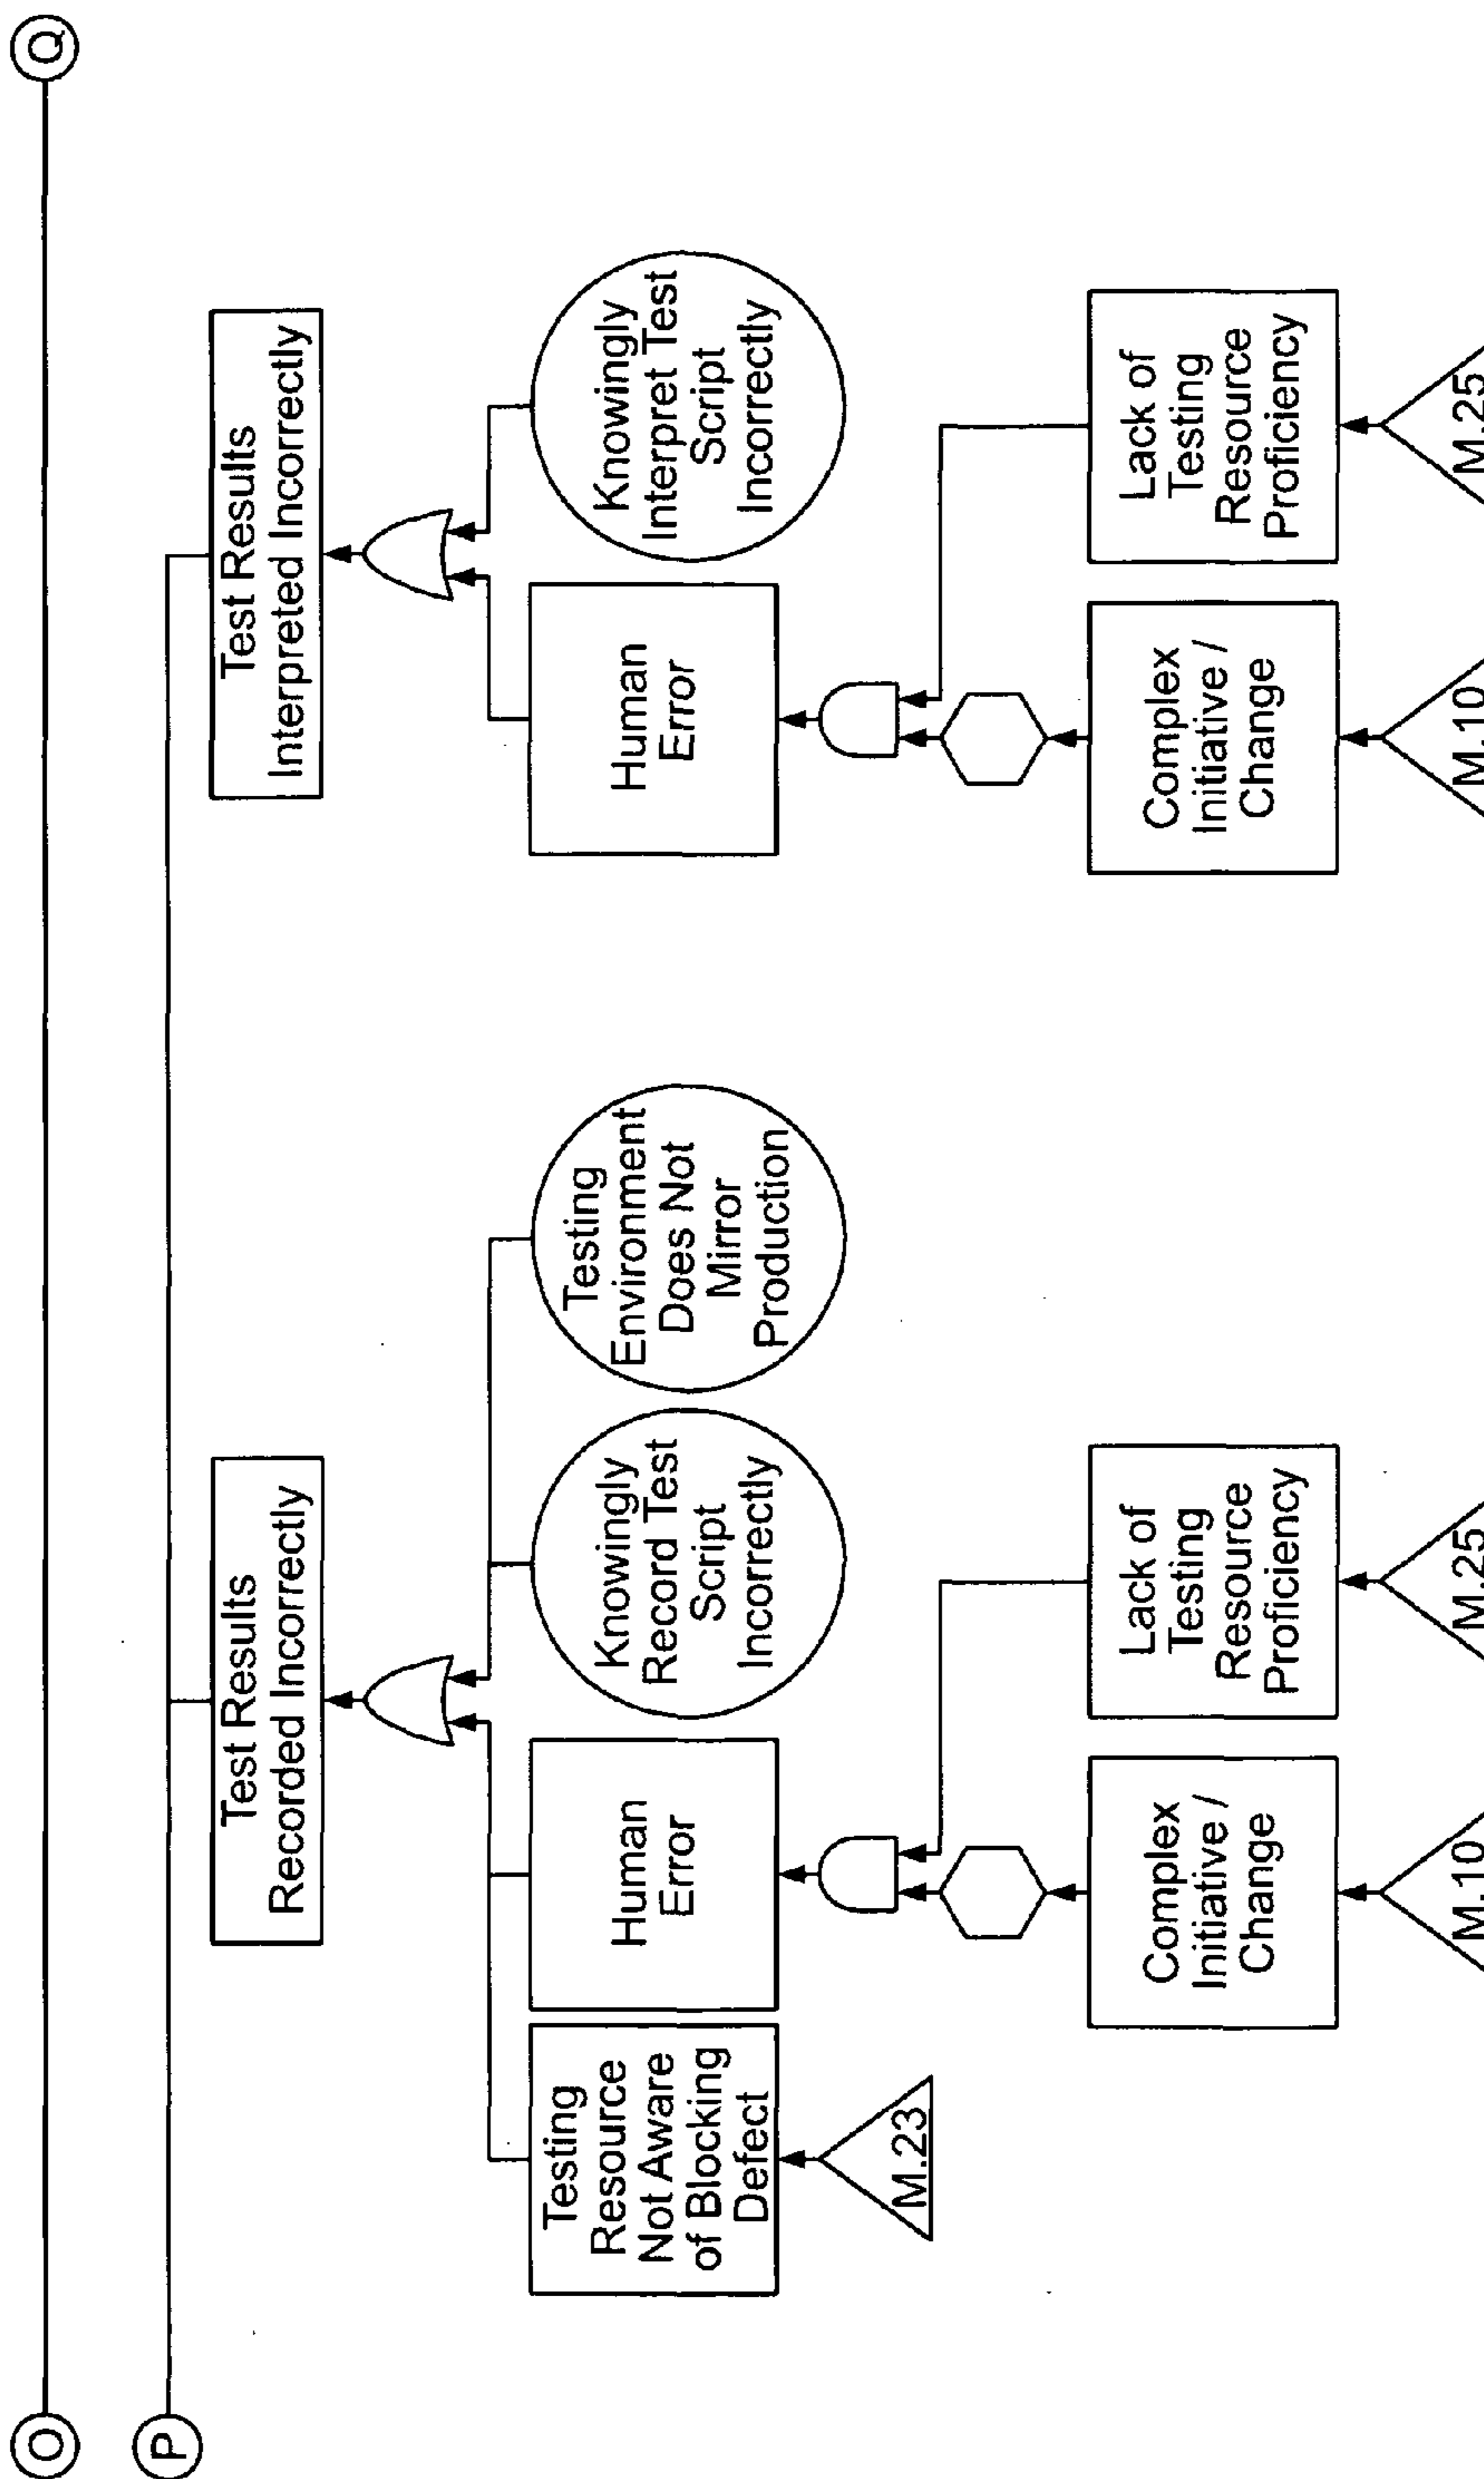 O
Q
P
Test Results
Recorded Incorrectly
Test Results
Interpreted Incorrectly
Testing
Resource
Not Aware
of Blocking
Defect
Human
Error
Knowingly
Record Test
Script
Incorrectly
Testing
Environment
Does Not
Mirror
Production
Human
Error
Knowingly
Interpret Test
Script
Incorrectly
M.23
Complex
Initiative /
Change
Lack of
Testing
Resource
Proficiency
Complex
Initiative /
Change
Lack of
Testing
Resource
Proficiency
M.10
M.25
M.10
M.25